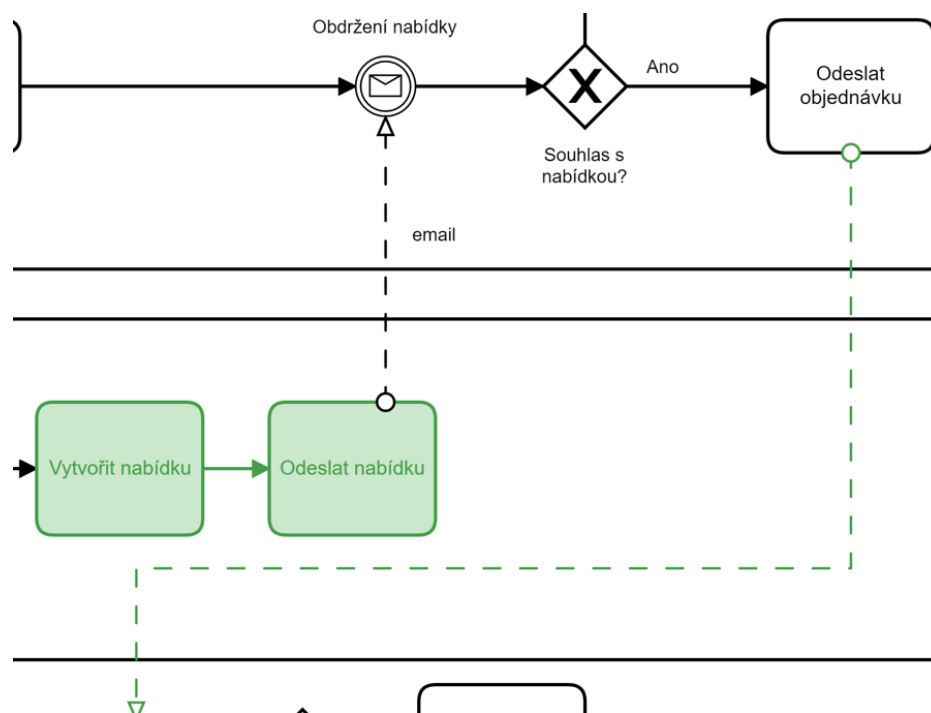 Obdržení nabídky
Ano
Odeslat
objednávku
Souhlas s
nabídkou?
email
Vytvořit nabídku
Odeslat nabídku